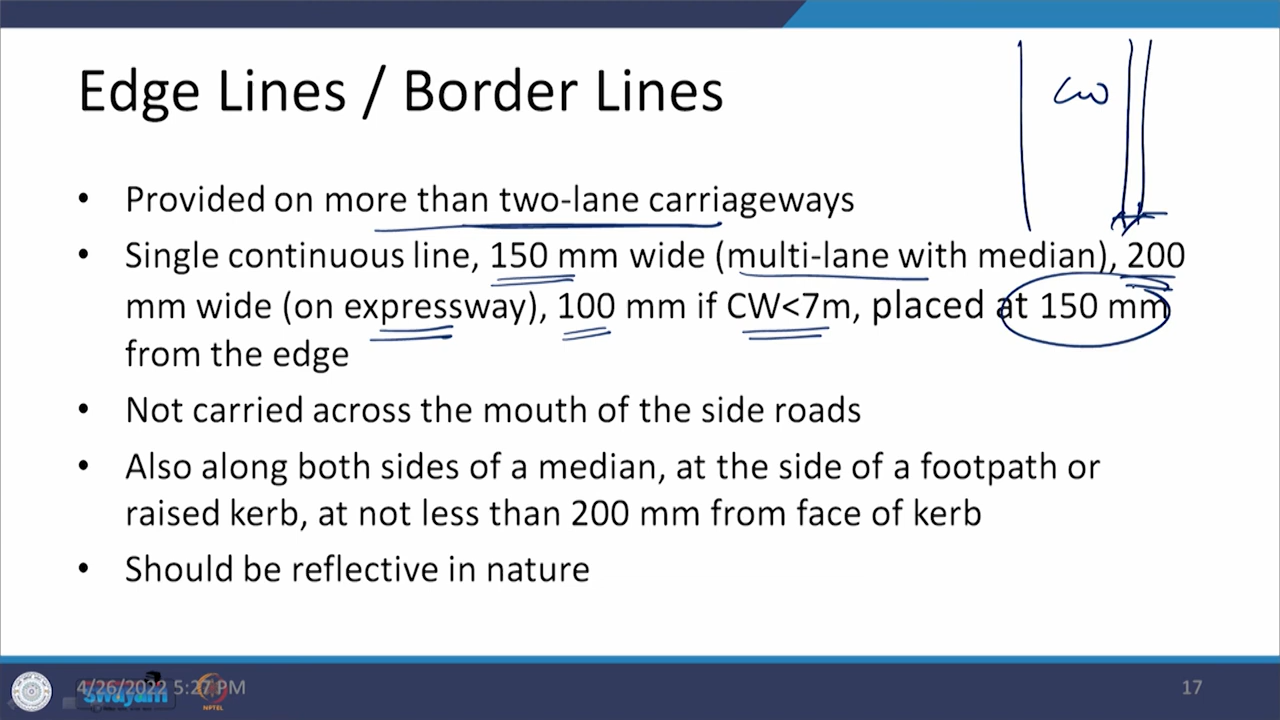 Edge Lines / Border Lines
CW
• Provided on more than two-lane carriageways
• Single continuous line, 150 mm wide (multi-lane with median), 200
mm wide (on expressway), 100 mm if CW<7m, placed at 150 mm
from the edge
• Not carried across the mouth of the side roads
• Also along both sides of a median, at the side of a footpath or
raised kerb, at not less than 200 mm from face of kerb
• Should be reflective in nature
4/26/2022 5:27 PM
swayam
NPTEL
17